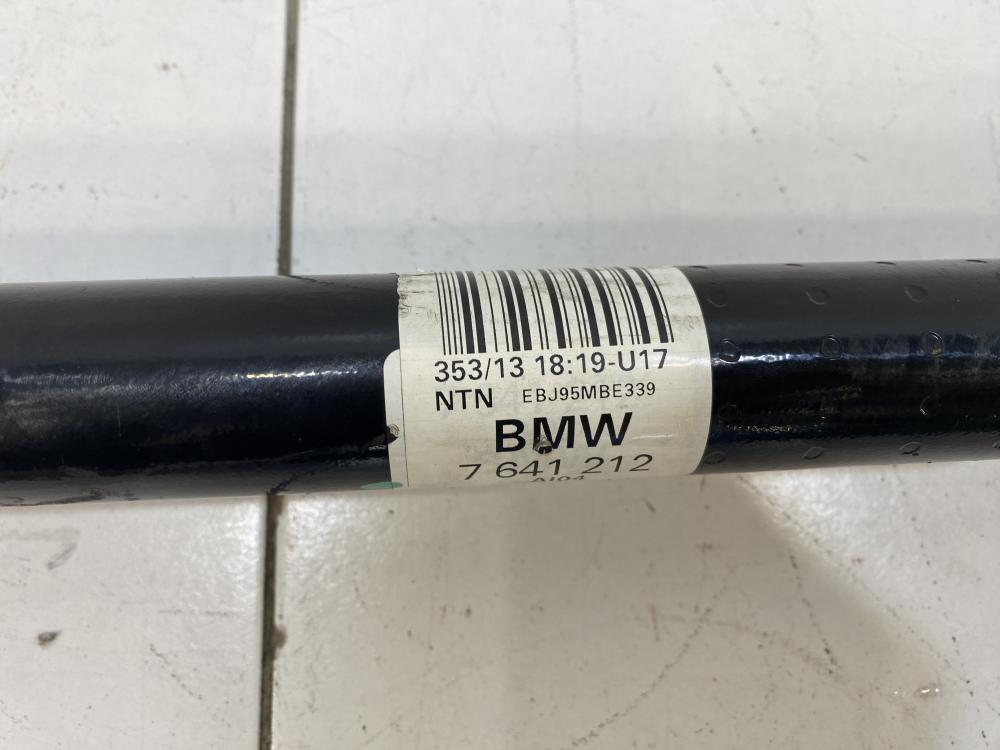 353/13 18:19-U17
NTN EBJ95MBE339
BMW
7 641 212